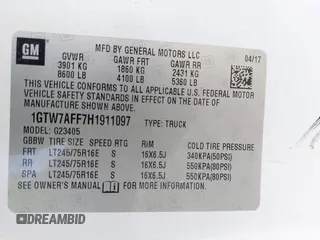 GM
MFD BY GENERAL MOTORS LLC
GVWR GAWR FRT GAWR RR 04/17
3901 KG 1860 KG 2431 KG
8600 LB 4100 LB 5360 LB
THIS VEHICLE CONFORMS TO ALL APPLICABLE
U.S. FEDERAL MOTOR VEHICLE SAFETY
STANDARDS IN EFFECT ON THE DATE OF
MANUFACTURE SHOWN ABOVE.
1GTW7AFF7H1911097 TYPE: TRUCK
MODEL: G23405
GBBW TIRE SIZE SPEED RTG RIM COLD TIRE PRESSURE
FRT LT245/75R16E S 16X6.5J 340KPA(50PSI)
RR LT245/75R16E S 16X6.5J 550KPA(80PSI)
SPA LT245/75R16E S 16X6.5J 550KPA(80PSI)
SEE OWNER'S MANUAL FOR ADDITIONAL INFORMATION
DREAMBID